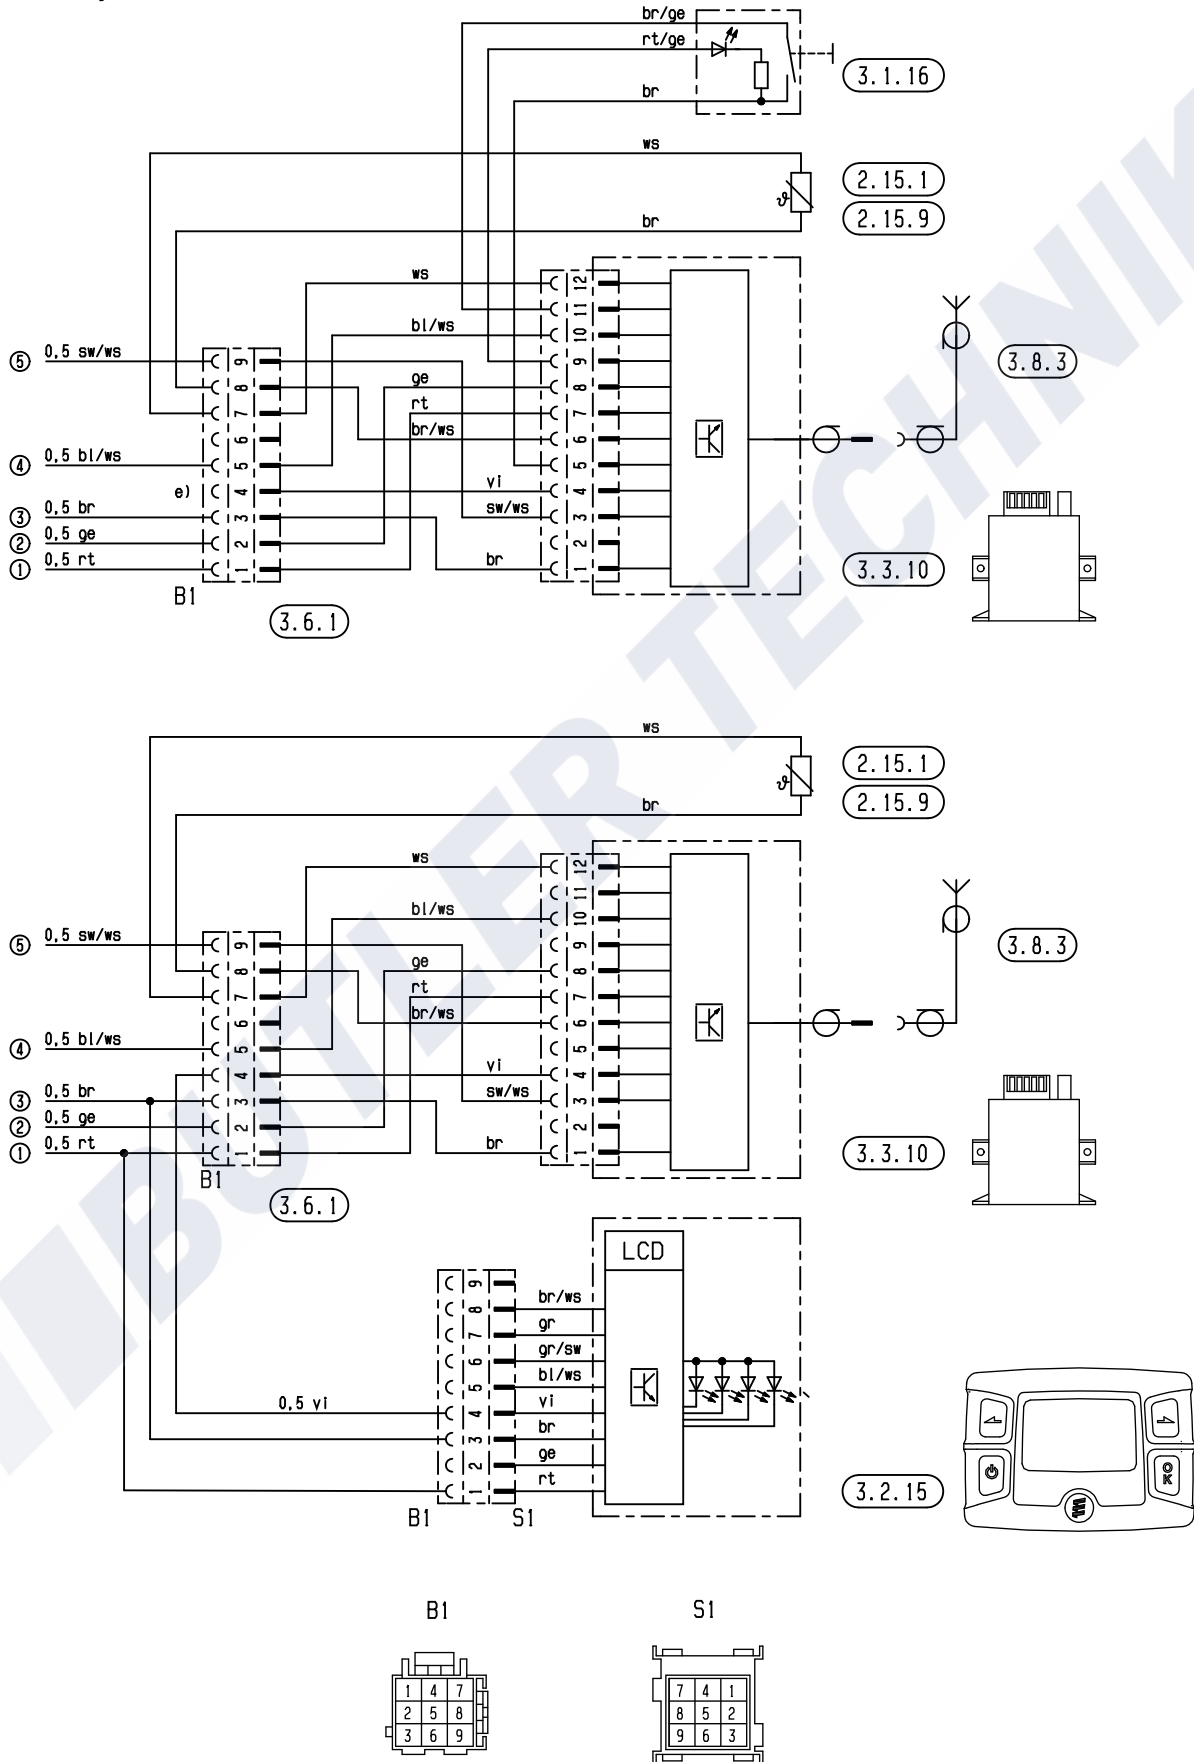 br/ge
rt/ge
3.1.16
br
ws
2.15.1
2.15.9
br
ws
12
11
bl/ws
10
⑤ 0,5 sw/ws
9
9
3.8.3
8
ge
8
7
rt
7
6
br/ws
6
④ 0,5 bl/ws
5
5
e)
4
vi
4
③ 0,5 br
3
sw/ws
3
② 0,5 ge
2
2
① 0,5 rt
1
br
1
3.3.10
B1
3.6.1
ws
2.15.1
2.15.9
br
ws
12
11
bl/ws
10
⑤ 0,5 sw/ws
9
9
3.8.3
8
ge
8
7
rt
7
6
br/ws
6
④ 0,5 bl/ws
5
5
4
vi
4
③ 0,5 br
3
sw/ws
3
② 0,5 ge
2
2
① 0,5 rt
1
br
1
3.3.10
B1
3.6.1
LCD
9
8
br/ws
7
gr
6
gr/sw
5
bl/ws
0,5 vi
4
vi
3
br
2
ge
1
rt
OK
3.2.15
B1
S1
B1
S1
1 4 7
2 5 8
3 6 9
7 4 1
8 5 2
9 6 3
BUTLER TECHNIK